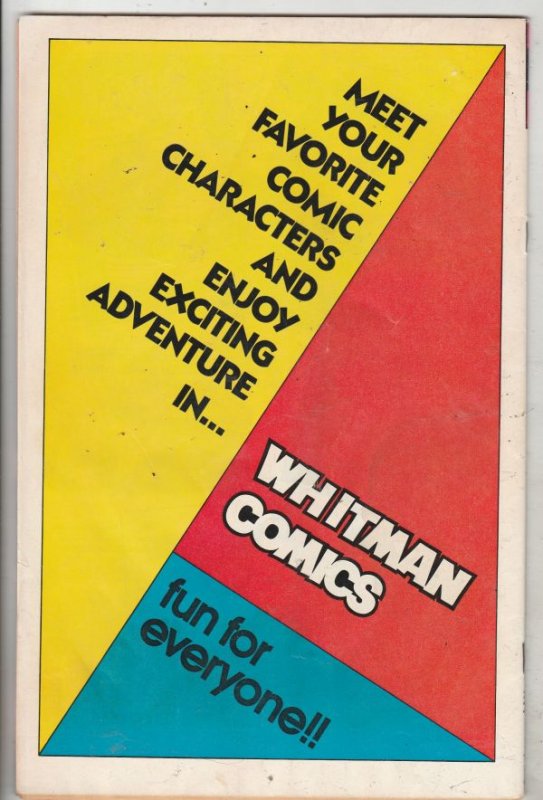 MEET
YOUR
FAVORITE
COMIC
CHARACTERS
AND
ENJOY
EXCITING
ADVENTURE
IN...
WHITMAN
COMICS
fun for
everyone!!